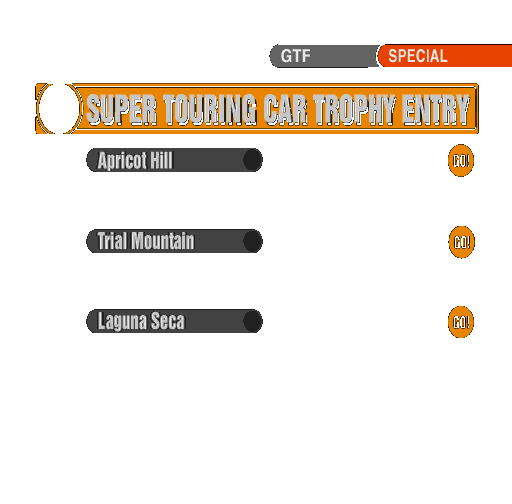 GTF SPECIAL
SUPER TOURING CAR TROPHY ENTRY
Apricot Hill GO!
Trial Mountain GO!
Laguna Seca GO!